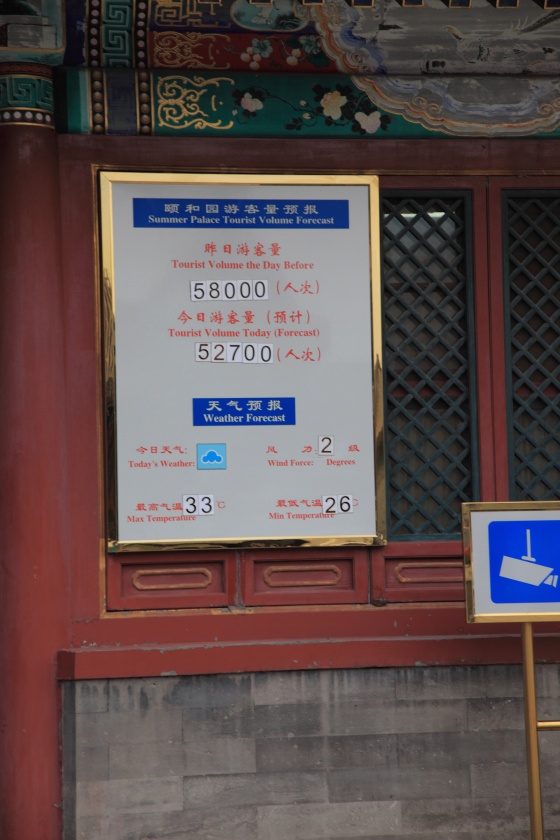 颐和园游客量预报
Summer Palace Tourist Volume Forecast
昨日游客量
Tourist Volume the Day Before
58000 (人次)
今日游客量 (预计)
Tourist Volume Today (Forecast)
52700 (人次)
天气预报
Weather Forecast
今日天气:
Today's Weather:
风 力 2 级
Wind Force: Degrees
最高气温 33 ℃
Max Temperature
最低气温 26 ℃
Min Temperature